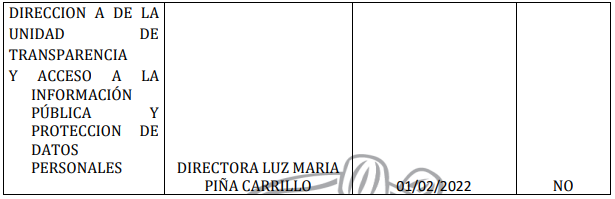 DIRECCION A DE LA
UNIDAD DE
TRANSPARENCIA
Y ACCESO A LA
INFORMACIÓN
PÚBLICA Y
PROTECCION DE
DATOS
PERSONALES
DIRECTORA LUZ MARIA
PIÑA CARRILLO
01/02/2022
NO